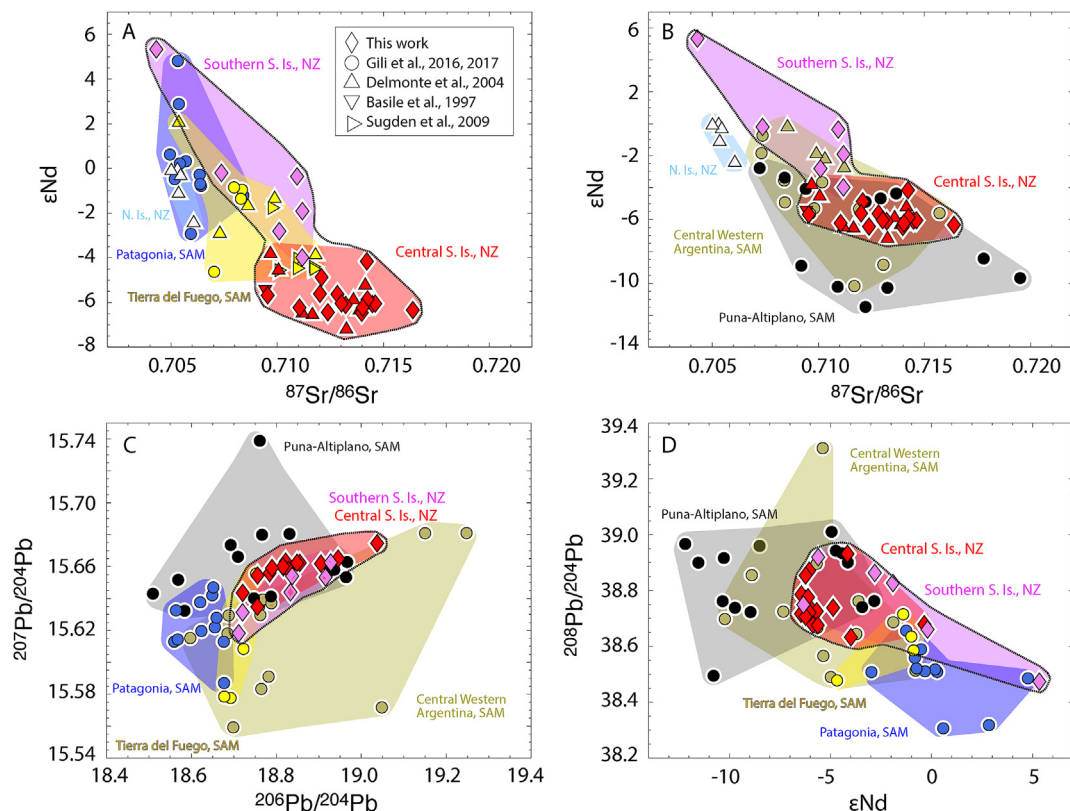 A
6
4
2
0
-2
-4
-6
-8
εNd
Southern S. Is., NZ
N. Is., NZ
Patagonia, SAM
Tierra del Fuego, SAM
Central S. Is., NZ
This work
Gili et al., 2016, 2017
Delmonte et al., 2004
Basile et al., 1997
Sugden et al., 2009
0.705
0.710
0.715
0.720
87Sr/86Sr
B
6
2
-2
-6
-10
-14
εNd
Southern S. Is., NZ
N. Is., NZ
Central S. Is., NZ
Central Western
Argentina, SAM
Puna-Altiplano, SAM
0.705
0.710
0.715
0.720
87Sr/86Sr
C
15.74
15.70
15.66
15.62
15.58
15.54
207Pb/204Pb
Puna-Altiplano, SAM
Southern S. Is., NZ
Central S. Is., NZ
Patagonia, SAM
Central Western
Argentina, SAM
Tierra del Fuego, SAM
18.4
18.6
18.8
19.0
19.2
19.4
206Pb/204Pb
D
39.4
39.2
39.0
38.8
38.6
38.4
38.2
208Pb/204Pb
Central Western
Argentina, SAM
Puna-Altiplano, SAM
Central S. Is., NZ
Southern S. Is., NZ
Tierra del Fuego, SAM
Patagonia, SAM
-10
-5
0
5
εNd